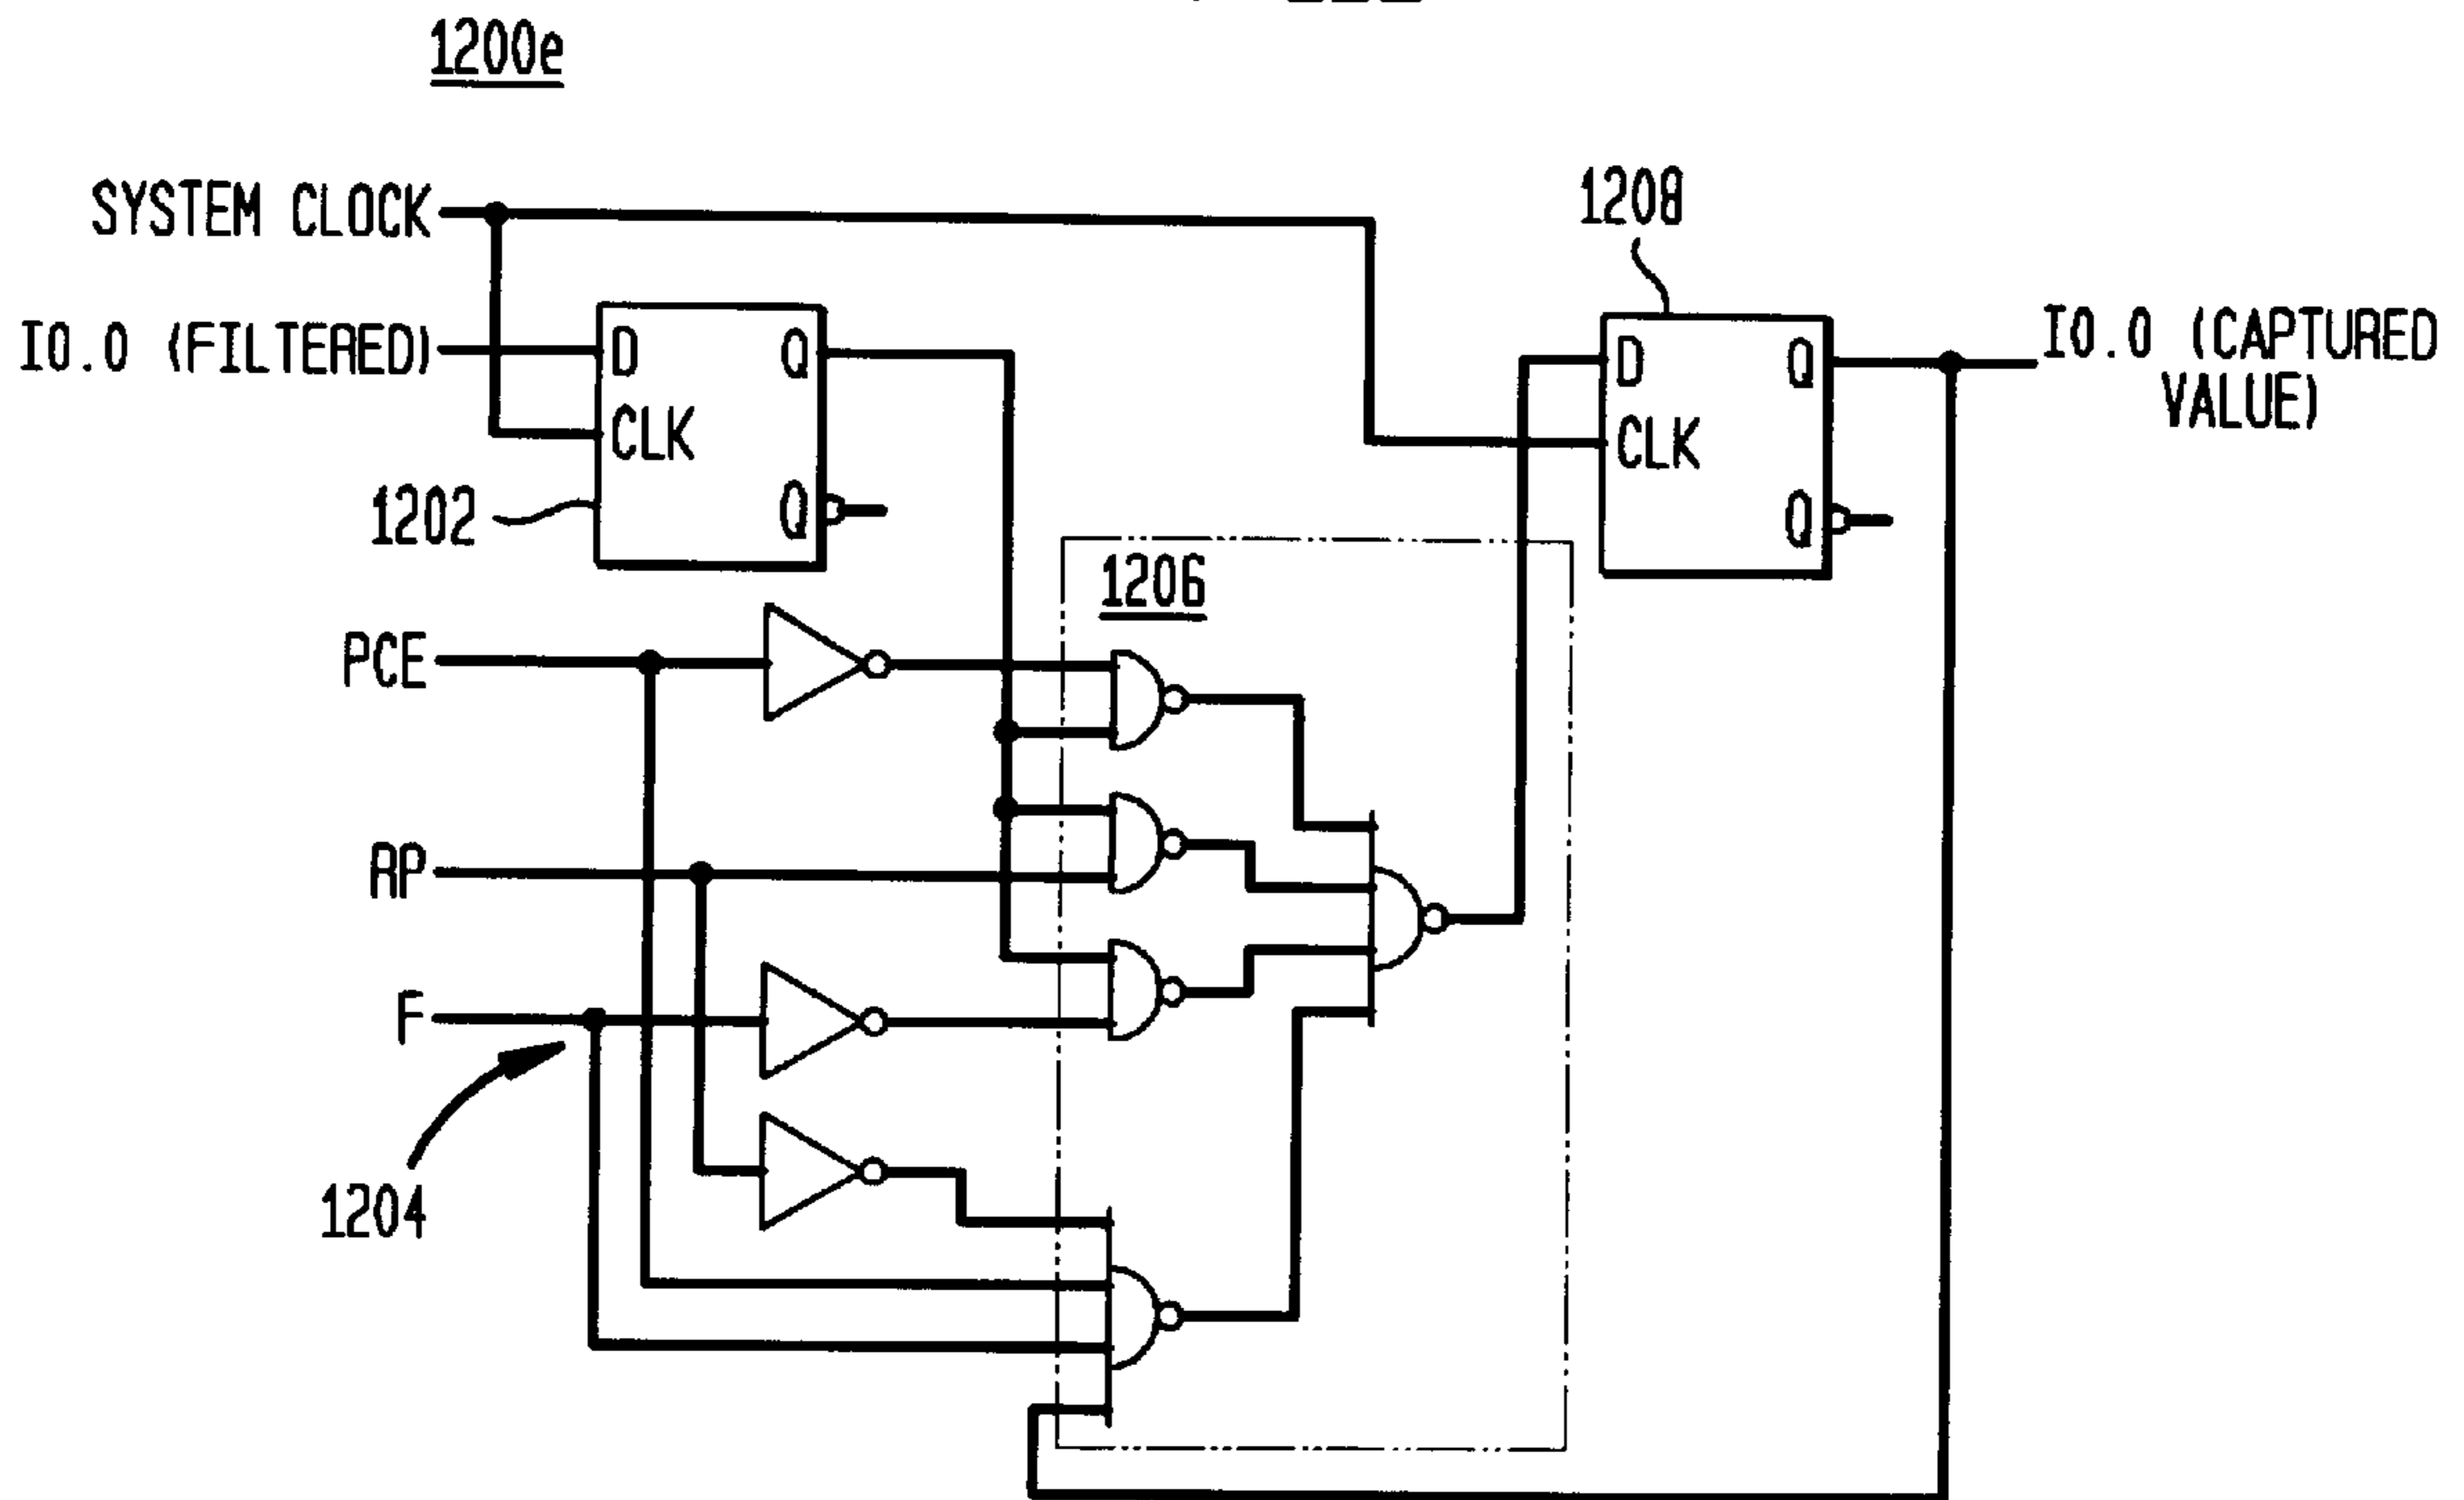 1200e
SYSTEM CLOCK
1208
I0.0 (FILTERED)
D
Q
D
Q
I0.0 (CAPTURED
VALUE)
CLK
CLK
1202
Q
Q
1206
PCE
RP
F
1204